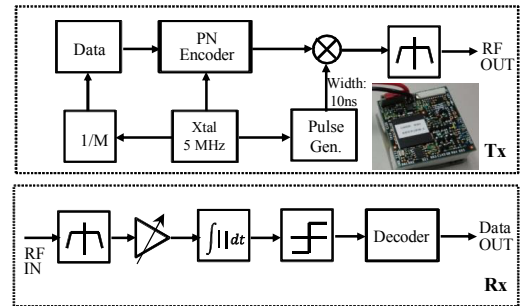 Data
PN
Encoder
RF
OUT
Width:
10ns
1/M
Xtal
5 MHz
Pulse
Gen.
Tx
RF
IN
∫||dt
Decoder
Data
OUT
Rx